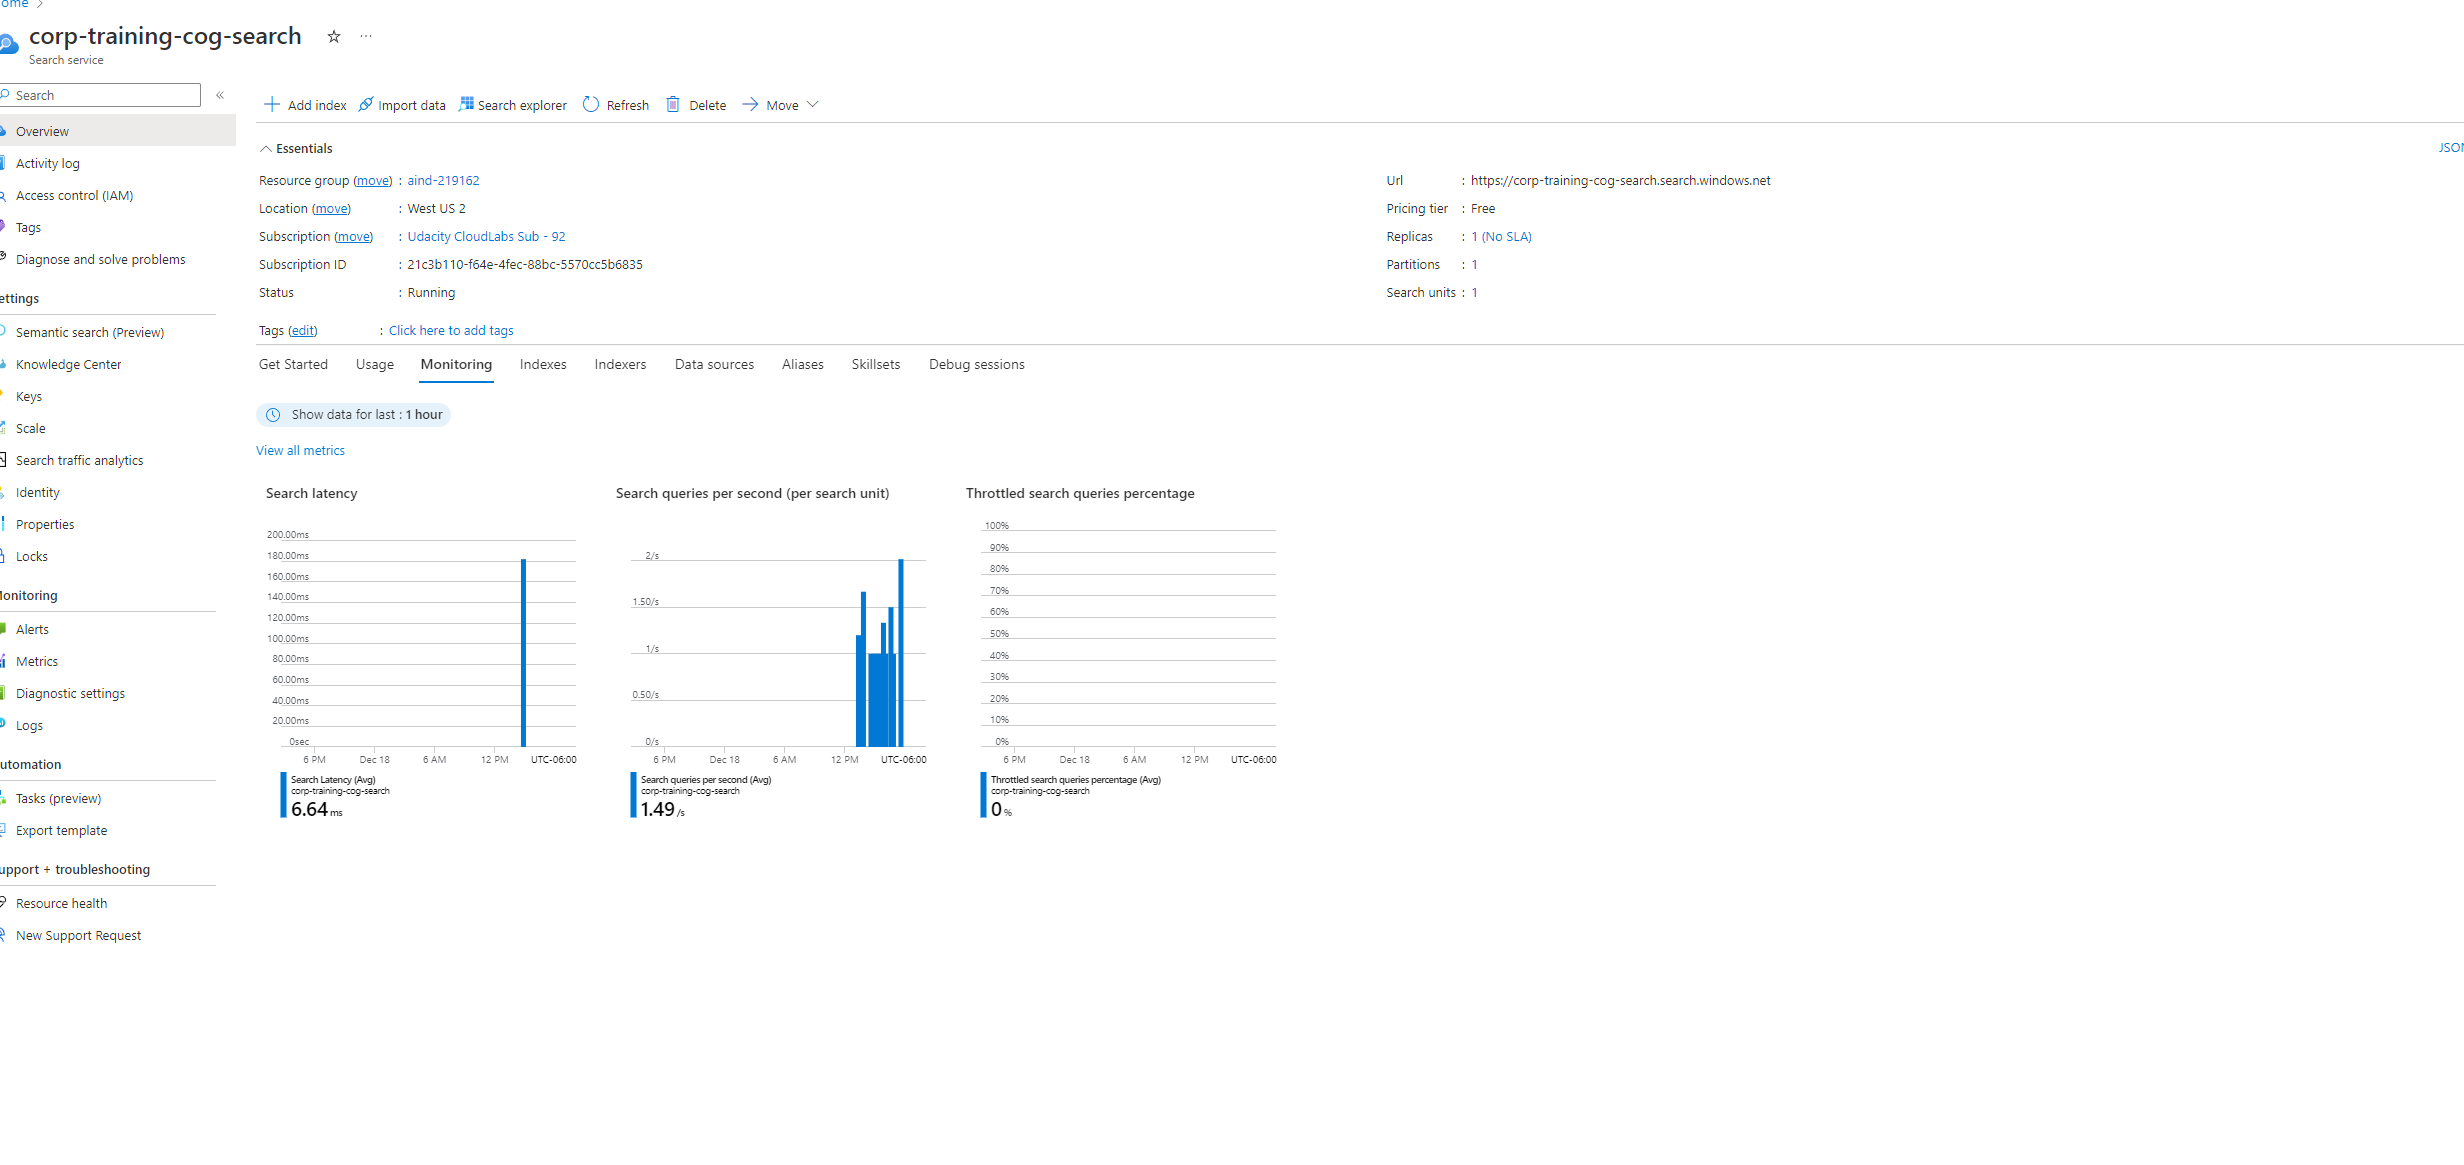 ome >
corp-training-cog-search ☆ ...
Search service
Search «
Overview
Activity log
Access control (IAM)
Tags
Diagnose and solve problems
ettings
Semantic search (Preview)
Knowledge Center
Keys
Scale
Search traffic analytics
Identity
Properties
Locks
onitoring
Alerts
Metrics
Diagnostic settings
Logs
utomation
Tasks (preview)
Export template
upport + troubleshooting
Resource health
New Support Request
Add index Import data Search explorer Refresh Delete Move
Essentials
JSON
Resource group (move) : aind-219162
Location (move) : West US 2
Subscription (move) : Udacity CloudLabs Sub - 92
Subscription ID : 21c3b110-f64e-4fec-88bc-5570cc5b6835
Status : Running
Tags (edit) : Click here to add tags
Url : https://corp-training-cog-search.search.windows.net
Pricing tier : Free
Replicas : 1 (No SLA)
Partitions : 1
Search units : 1
Get Started Usage Monitoring Indexes Indexers Data sources Aliases Skillsets Debug sessions
Show data for last : 1 hour
View all metrics
Search latency
200.00ms
180.00ms
160.00ms
140.00ms
120.00ms
100.00ms
80.00ms
60.00ms
40.00ms
20.00ms
0sec
6 PM Dec 18 6 AM 12 PM UTC-06:00
Search Latency (Avg)
corp-training-cog-search
6.64 ms
Search queries per second (per search unit)
2/s
1.50/s
1/s
0.50/s
0/s
6 PM Dec 18 6 AM 12 PM UTC-06:00
Search queries per second (Avg)
corp-training-cog-search
1.49 /s
Throttled search queries percentage
100%
90%
80%
70%
60%
50%
40%
30%
20%
10%
0%
6 PM Dec 18 6 AM 12 PM UTC-06:00
Throttled search queries percentage (Avg)
corp-training-cog-search
0 %